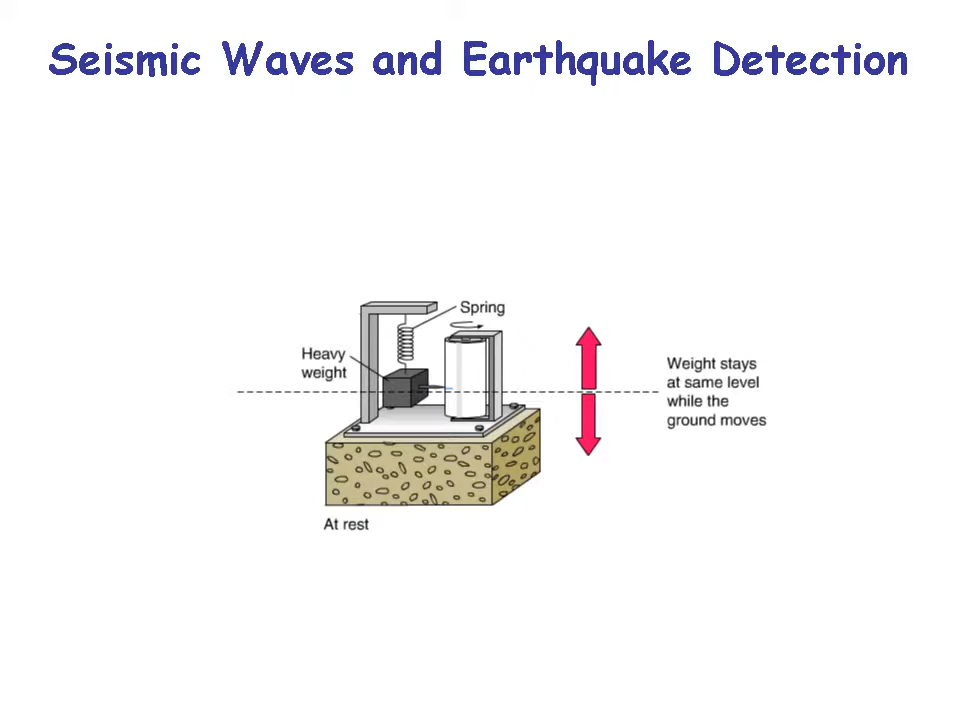 Seismic Waves and Earthquake Detection
Spring
Heavy
weight
Weight stays
at same level
while the
ground moves
At rest